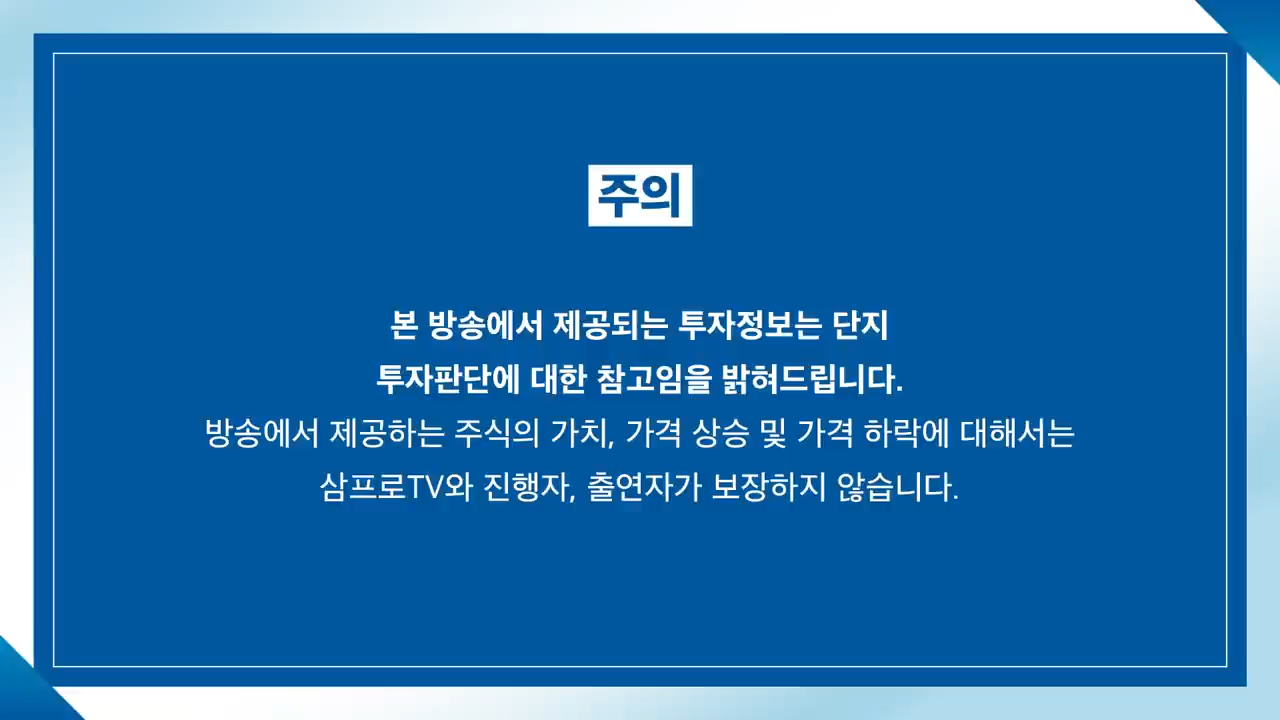 주의
본 방송에서 제공되는 투자정보는 단지
투자판단에 대한 참고임을 밝혀드립니다.
방송에서 제공하는 주식의 가치, 가격 상승 및 가격 하락에 대해서는
삼프로TV와 진행자, 출연자가 보장하지 않습니다.